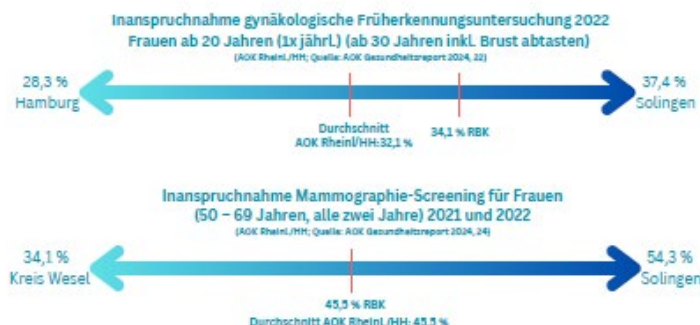 Inanspruchnahme gynäkologische Früherkennungsuntersuchung 2022
Frauen ab 20 Jahren (1x jährl.) (ab 30 Jahren inkl. Brust abtasten)
(AOK Rheinl./HH; Quelle: AOK Gesundheitsreport 2024, 22)
28,3 %
Hamburg
37,4 %
Solingen
Durchschnitt
AOK Rheinl/HH:32,1 %
34,1 % RBK
Inanspruchnahme Mammographie-Screening für Frauen
(50 – 69 Jahren, alle zwei Jahre) 2021 und 2022
(AOK Rheinl./HH; Quelle: AOK Gesundheitsreport 2024, 24)
34,1 %
Kreis Wesel
54,3 %
Solingen
45,5 % RBK
Durchschnitt AOK Rheinl./HH: 45,5 %